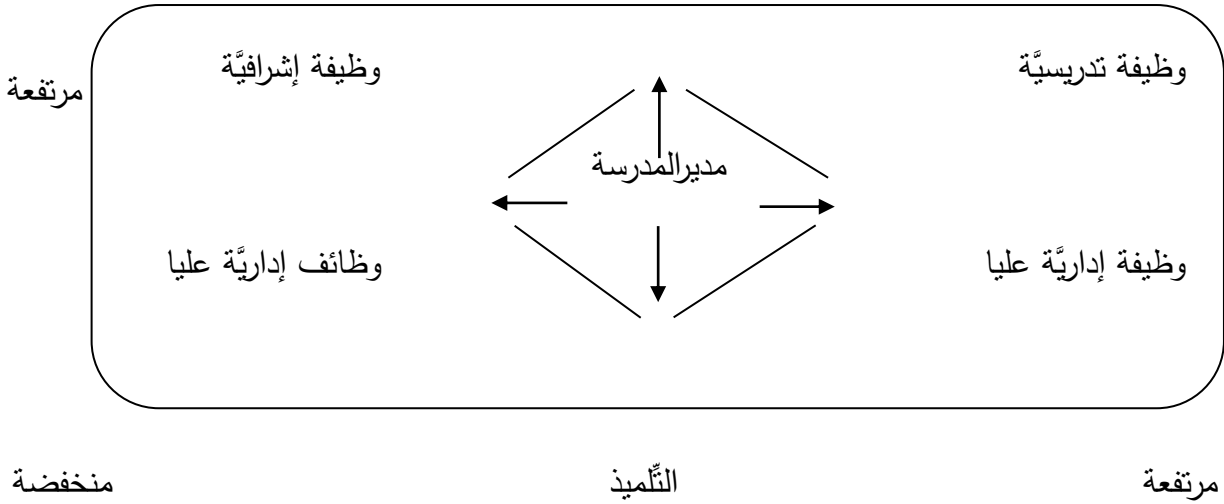 وظيفة تدريسيَّة
وظيفة إشرافيَّة
مرتفعة
مديرالمدرسة
وظيفة إداريَّة عليا
وظائف إداريَّة عليا
مرتفعة
التِّلميذ
منخفضة